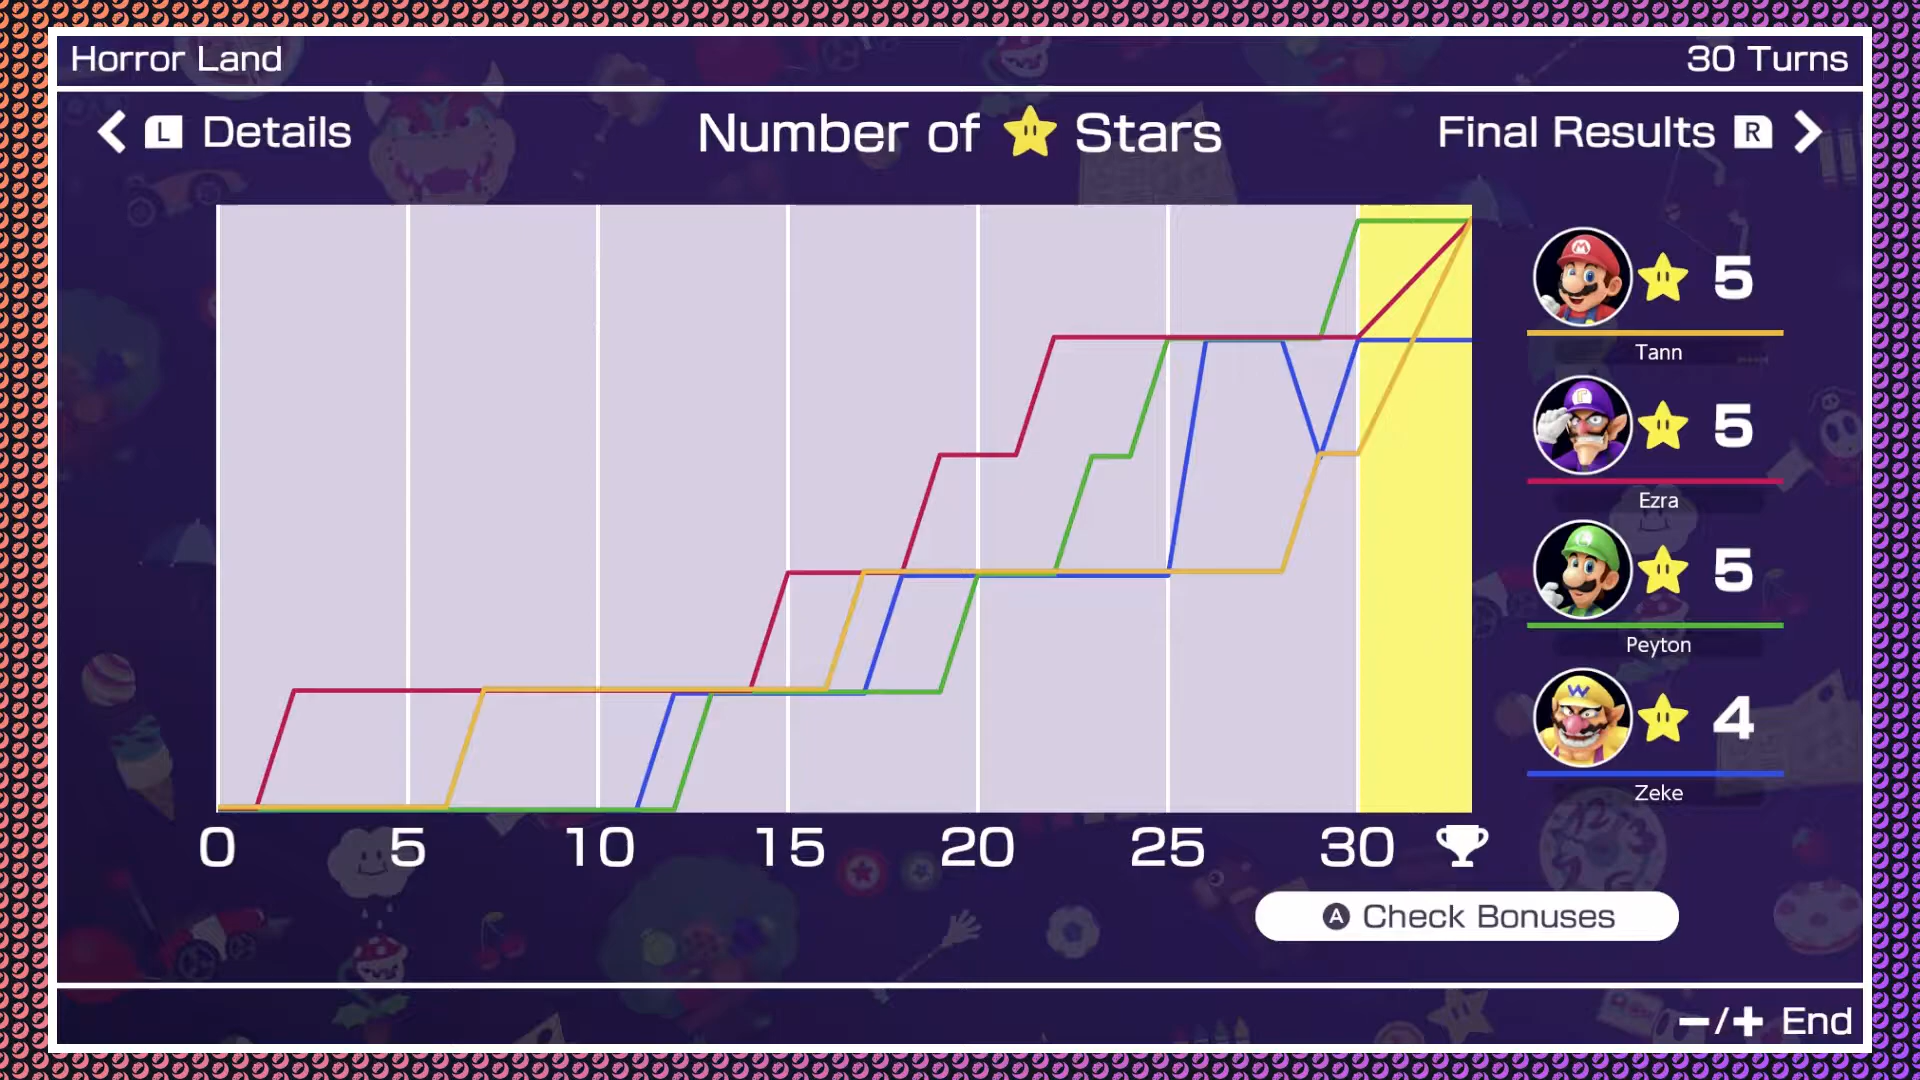 Horror Land
30 Turns
L Details
Number of Stars
Final Results R
5
Tann
5
Ezra
5
Peyton
4
Zeke
0 5 10 15 20 25 30
A Check Bonuses
−/+ End